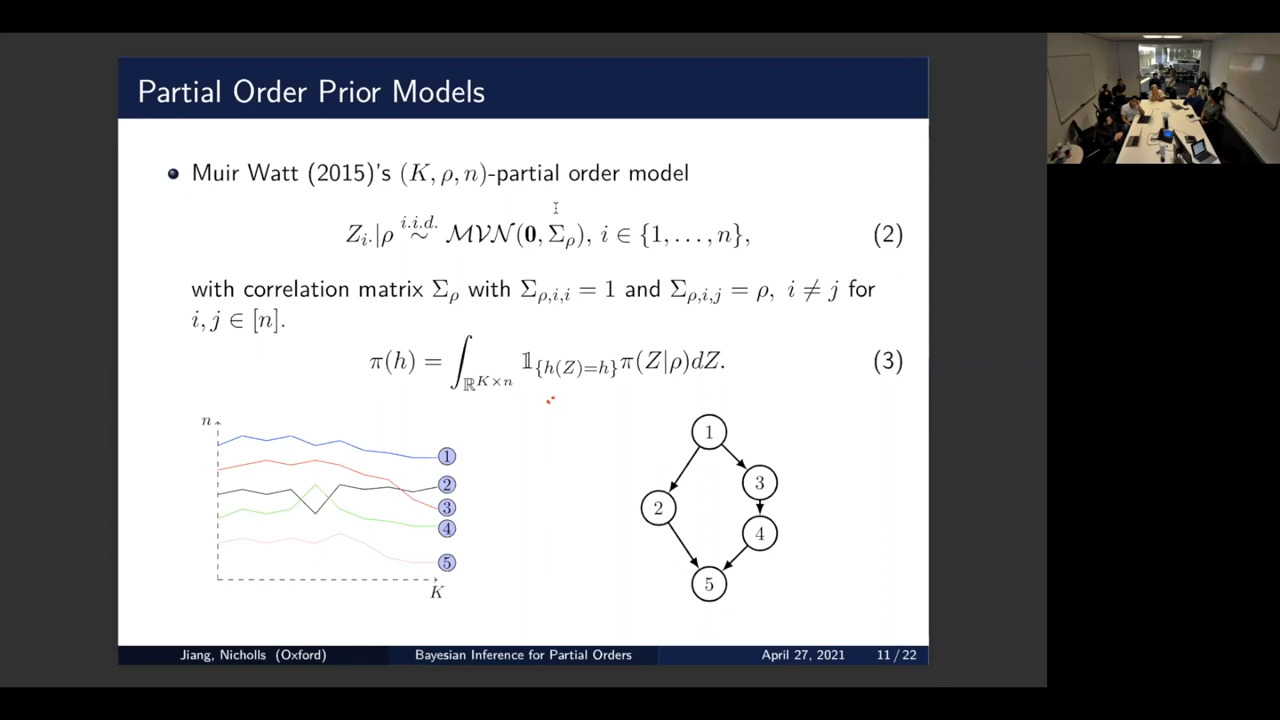 Partial Order Prior Models
Muir Watt (2015)'s (K, ρ, n)-partial order model
Z_{i·}|ρ \overset{i.i.d.}{∼} 𝓜𝓥𝓝(𝟎, Σ_ρ), i ∈ {1, . . . , n}, (2)
with correlation matrix Σ_ρ with Σ_{ρ,i,i} = 1 and Σ_{ρ,i,j} = ρ, i ≠ j for
i, j ∈ [n].
π(h) = ∫_{ℝ^{K×n}} 𝟙_{{h(Z)=h}} π(Z|ρ)dZ. (3)
n
1
2
3
4
5
K
1
3
2
4
5
Jiang, Nicholls (Oxford) Bayesian Inference for Partial Orders April 27, 2021 11 / 22